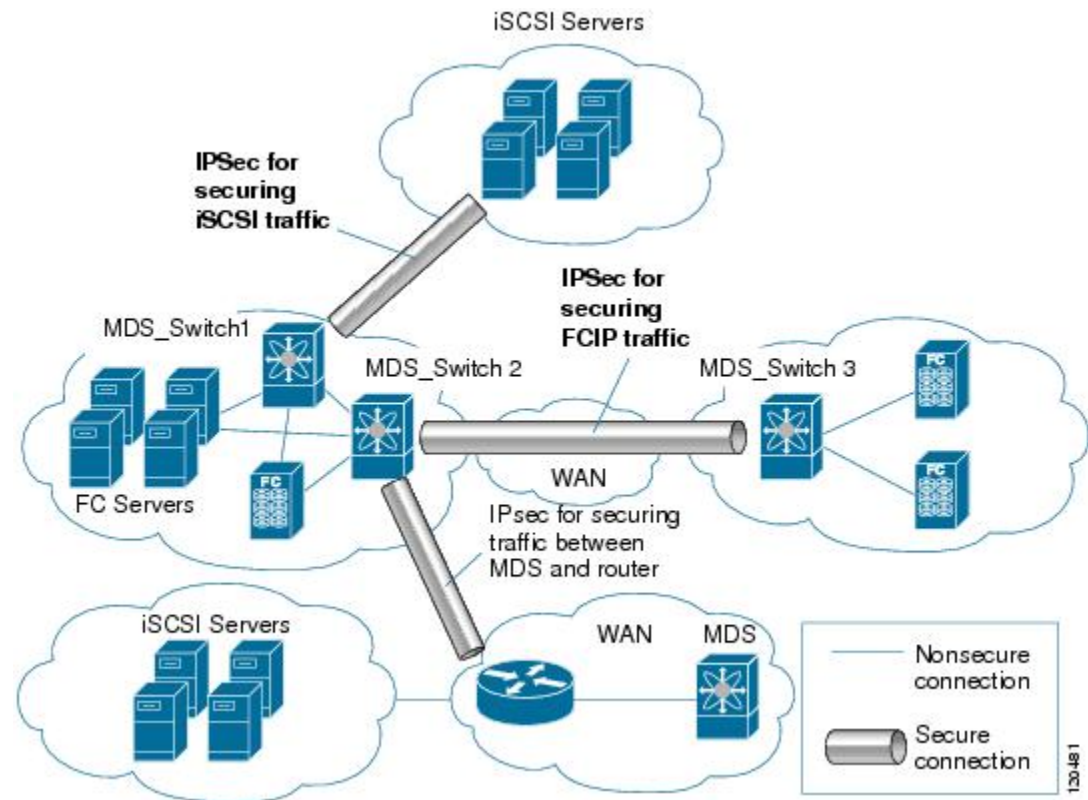 iSCSI Servers
IPSec for
securing
iSCSI traffic
IPSec for
securing
FCIP traffic
MDS_Switch1
MDS_Switch 2
MDS_Switch 3
FC
FC
FC
FC Servers
WAN
IPsec for securing
traffic between
MDS and router
iSCSI Servers
WAN
MDS
Nonsecure
connection
Secure
connection
120481